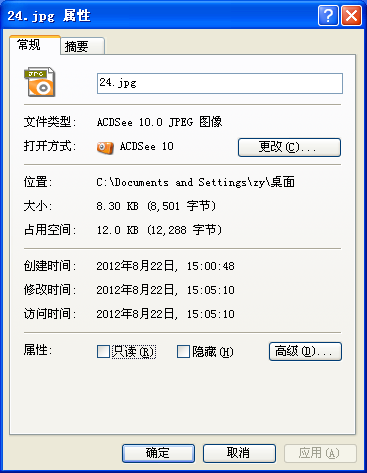 24.jpg 属性
常规 摘要
JPG
24.jpg
文件类型: ACDSee 10.0 JPEG 图像
打开方式: ACDSee 10 更改(C)...
位置: C:\Documents and Settings\zy\桌面
大小: 8.30 KB (8,501 字节)
占用空间: 12.0 KB (12,288 字节)
创建时间: 2012年8月22日, 15:00:48
修改时间: 2012年8月22日, 15:05:10
访问时间: 2012年8月22日, 15:05:10
属性: 只读(R) 隐藏(H) 高级(D)...
确定 取消 应用(A)